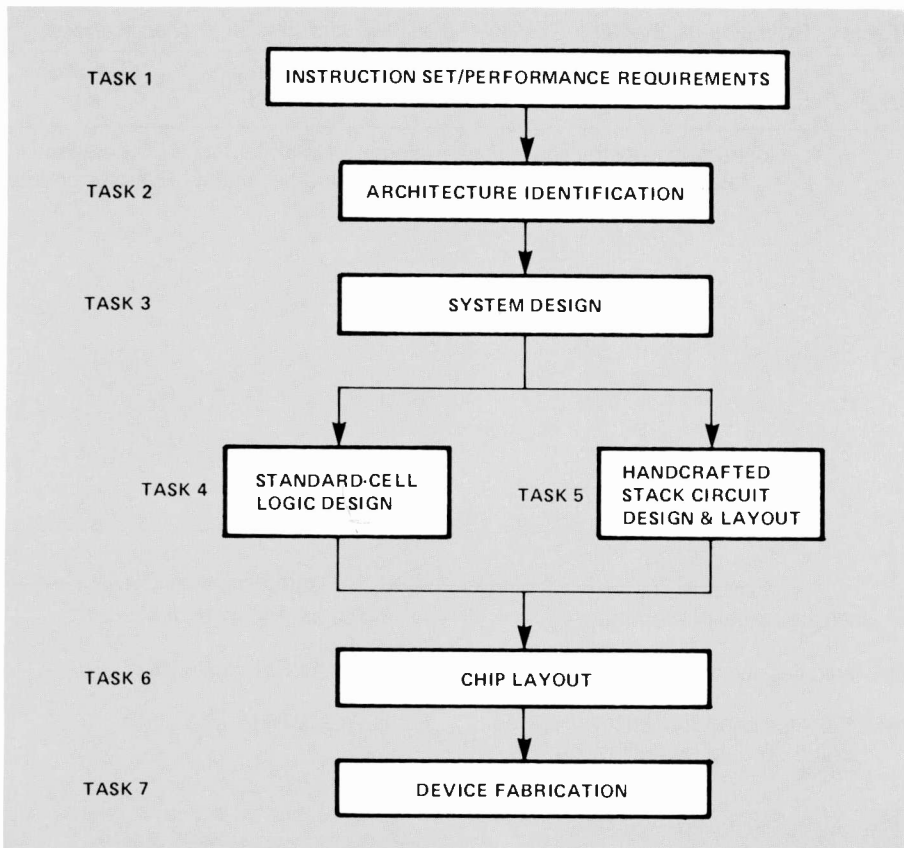 TASK 1
INSTRUCTION SET/PERFORMANCE REQUIREMENTS
TASK 2
ARCHITECTURE IDENTIFICATION
TASK 3
SYSTEM DESIGN
TASK 4
STANDARD-CELL
LOGIC DESIGN
TASK 5
HANDCRAFTED
STACK CIRCUIT
DESIGN & LAYOUT
TASK 6
CHIP LAYOUT
TASK 7
DEVICE FABRICATION